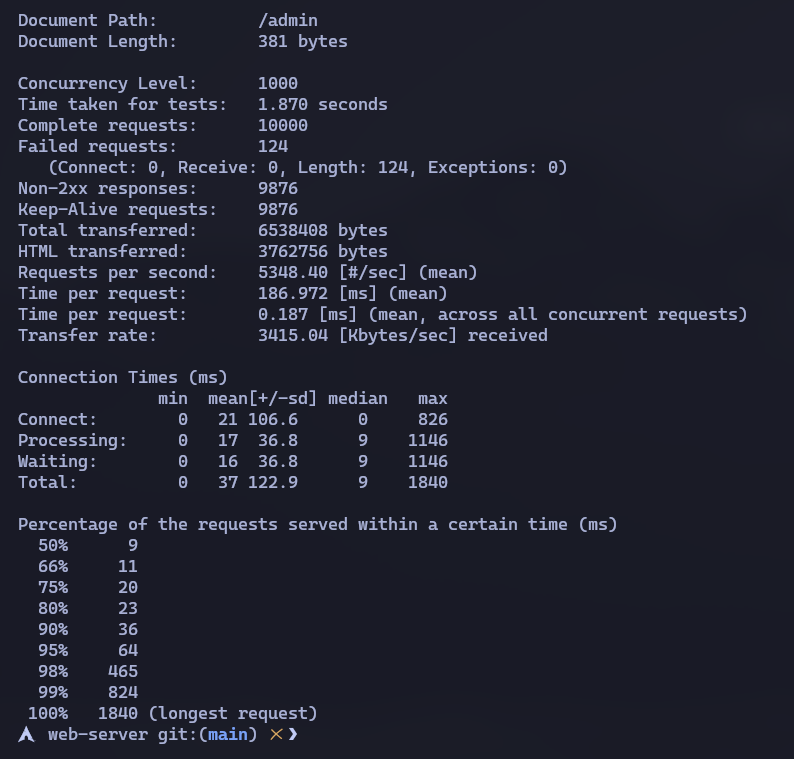 Document Path:          /admin
Document Length:        381 bytes

Concurrency Level:      1000
Time taken for tests:   1.870 seconds
Complete requests:      10000
Failed requests:        124
   (Connect: 0, Receive: 0, Length: 124, Exceptions: 0)
Non-2xx responses:      9876
Keep-Alive requests:    9876
Total transferred:      6538408 bytes
HTML transferred:       3762756 bytes
Requests per second:    5348.40 [#/sec] (mean)
Time per request:       186.972 [ms] (mean)
Time per request:       0.187 [ms] (mean, across all concurrent requests)
Transfer rate:          3415.04 [Kbytes/sec] received

Connection Times (ms)
              min  mean[+/-sd] median   max
Connect:        0   21 106.6      0     826
Processing:     0   17  36.8      9    1146
Waiting:        0   16  36.8      9    1146
Total:          0   37 122.9      9    1840

Percentage of the requests served within a certain time (ms)
  50%      9
  66%     11
  75%     20
  80%     23
  90%     36
  95%     64
  98%    465
  99%    824
 100%   1840 (longest request)
web-server git:(main) ✕ ❯